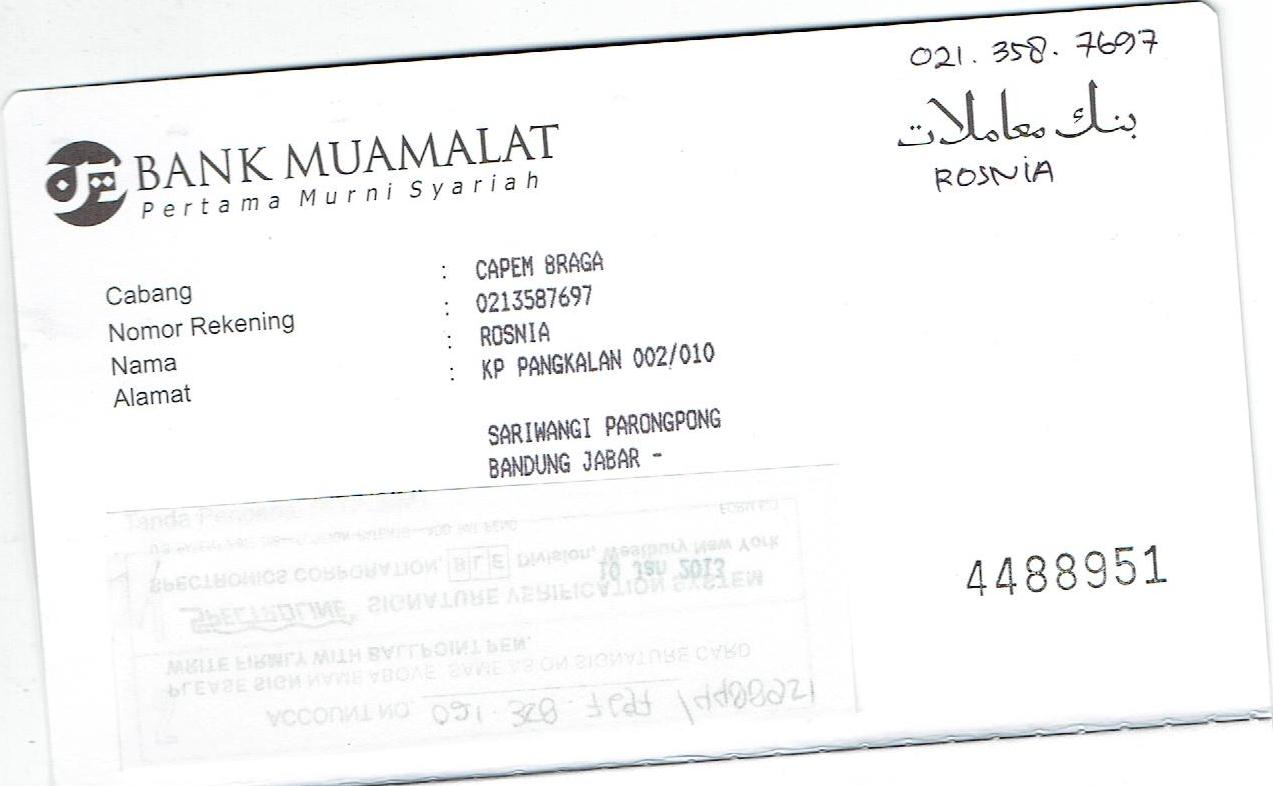 021. 358. 7697
بنك معاملات
ROSNIA
BANK MUAMALAT
Pertama Murni Syariah
Cabang : CAPEM BRAGA
Nomor Rekening : 0213587697
Nama : ROSNIA
Alamat : KP PANGKALAN 002/010
SARIWANGI PARONGPONG
BANDUNG JABAR -
4488951
Tanda
FORM NO.
SPECTRONICS CORPORATION, BLE Division, Westbury New York
10 JAN 2013
SPECTROLINE, SIGNATURE VERIFICATION SYSTEM
WRITE FIRMLY WITH BALLPOINT PEN.
PLEASE SIGN NAME ABOVE, SAME AS ON SIGNATURE CARD
ACCOUNT NO. 021. 358. 7697 / 4488951